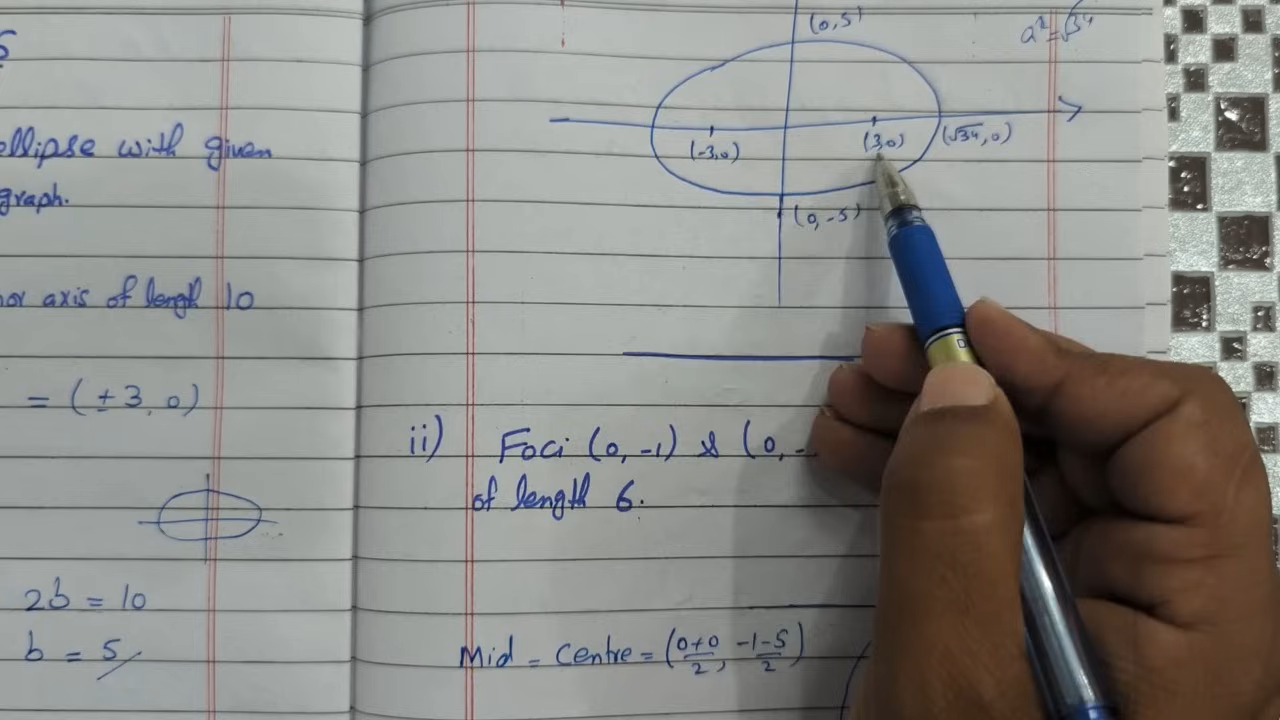 5
ellipse with given
graph.
nor axis of length 10
= (±3, 0)
2b = 10
b = 5
(0, 5)
a² = √34
(-3,0)
(3,0)
(√34, 0)
(0, -5)
ii) Foci (0, -1) & (0, -
of length 6.
Mid = Centre = (0+0/2, -1-5/2)